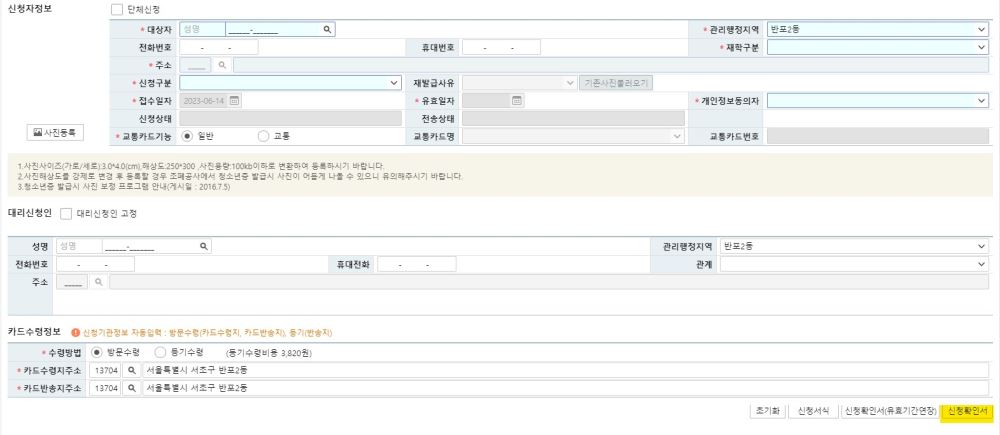 신청자정보 단체신청
* 대상자 성명 ______-_______ * 관리행정지역 반포2동
전화번호 - - 휴대번호 - - * 재학구분
* 주소 ____
* 신청구분 재발급사유 기존사진불러오기
* 접수일자 2023-06-14 * 유효일자 * 개인정보동의자
신청상태 전송상태
사진등록 * 교통카드기능 일반 교통 교통카드명 교통카드번호
1.사진사이즈(가로/세로):3.0*4.0(cm),해상도:250*300 ,사진용량:100kb이하로 변환하여 등록하시기 바랍니다.
2.사진해상도를 강제로 변경 후 등록할 경우 조폐공사에서 청소년증 발급시 사진이 어둡게 나올 수 있으니 유의해주시기 바랍니다.
3.청소년증 발급시 사진 보정 프로그램 안내(게시일 : 2016.7.5)
대리신청인 대리신청인 고정
성명 성명 ______-_______ 관리행정지역 반포2동
전화번호 - - 휴대전화 - - 관계
주소 _____
카드수령정보 신청기관정보 자동입력 : 방문수령(카드수령지, 카드반송지), 등기(반송지)
* 수령방법 방문수령 등기수령 (등기수령비용 3,820원)
* 카드수령지주소 13704 서울특별시 서초구 반포2동
* 카드반송지주소 13704 서울특별시 서초구 반포2동
초기화 신청서식 신청확인서(유효기간연장) 신청확인서